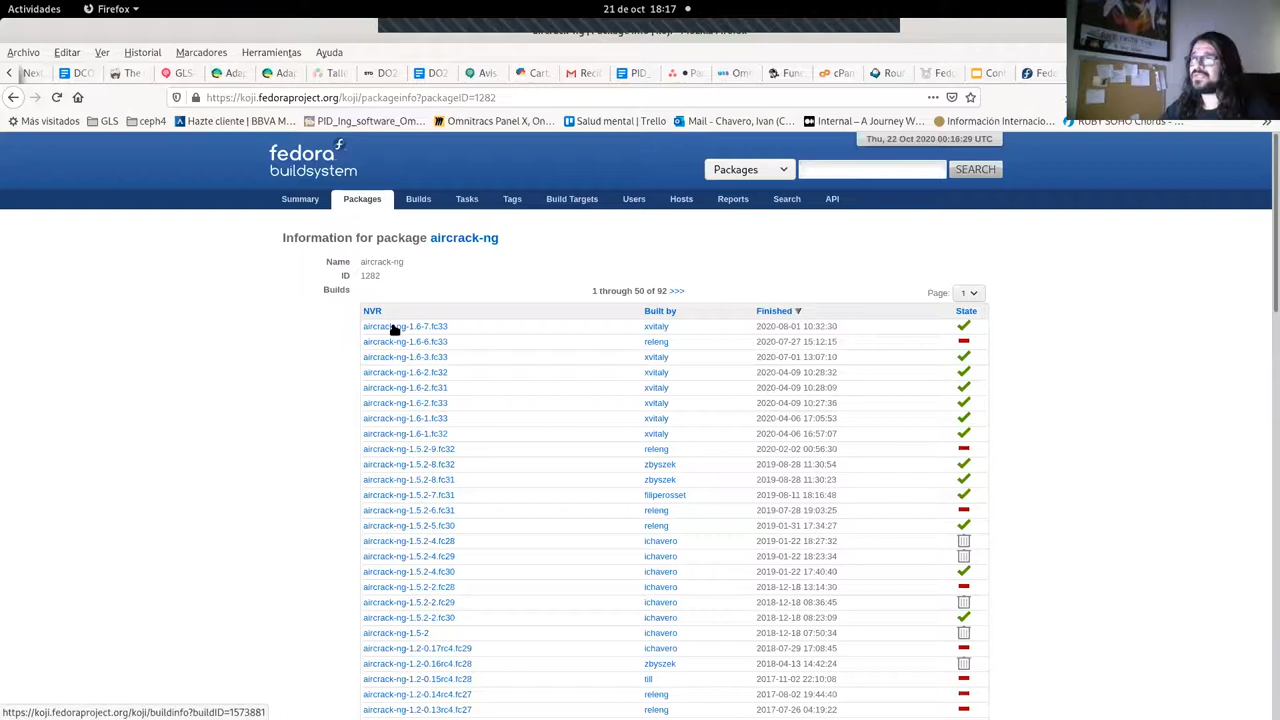 Actividades Firefox 21 de oct 18:17
Archivo Editar Ver Historial Marcadores Herramientas Ayuda
Next DCO The GLS Adap Adap Talle DO2 DO2 Avis Cart Recil PID_ Pac Omn Func cPan Rour Fedo Cont Fedo
https://koji.fedoraproject.org/koji/packageinfo?packageID=1282
Más visitados GLS ceph4 Hazte cliente | BBVA M... PID_Ing_software_Om... Omnitracs Panel X, On... Salud mental | Trello Mail - Chavero, Ivan (C... Internal – A Journey W... Información Internacio... RUBY SOHO Chords - ...
Thu, 22 Oct 2020 00:16:29 UTC
fedora
buildsystem
Packages SEARCH
Summary Packages Builds Tasks Tags Build Targets Users Hosts Reports Search API
Information for package aircrack-ng
Name aircrack-ng
ID 1282
Builds 1 through 50 of 92 >>> Page: 1
NVR Built by Finished State
aircrack-ng-1.6-7.fc33 xvitaly 2020-08-01 10:32:30
aircrack-ng-1.6-6.fc33 releng 2020-07-27 15:12:15
aircrack-ng-1.6-3.fc33 xvitaly 2020-07-01 13:07:10
aircrack-ng-1.6-2.fc32 xvitaly 2020-04-09 10:28:32
aircrack-ng-1.6-2.fc31 xvitaly 2020-04-09 10:28:09
aircrack-ng-1.6-2.fc33 xvitaly 2020-04-09 10:27:36
aircrack-ng-1.6-1.fc33 xvitaly 2020-04-06 17:05:53
aircrack-ng-1.6-1.fc32 xvitaly 2020-04-06 16:57:07
aircrack-ng-1.5.2-9.fc32 releng 2020-02-02 00:56:30
aircrack-ng-1.5.2-8.fc32 zbyszek 2019-08-28 11:30:54
aircrack-ng-1.5.2-8.fc31 zbyszek 2019-08-28 11:30:23
aircrack-ng-1.5.2-7.fc31 filiperosset 2019-08-11 18:16:48
aircrack-ng-1.5.2-6.fc31 releng 2019-07-28 19:03:25
aircrack-ng-1.5.2-5.fc30 releng 2019-01-31 17:34:27
aircrack-ng-1.5.2-4.fc28 ichavero 2019-01-22 18:27:32
aircrack-ng-1.5.2-4.fc29 ichavero 2019-01-22 18:23:34
aircrack-ng-1.5.2-4.fc30 ichavero 2019-01-22 17:40:40
aircrack-ng-1.5.2-2.fc28 ichavero 2018-12-18 13:14:30
aircrack-ng-1.5.2-2.fc29 ichavero 2018-12-18 08:36:45
aircrack-ng-1.5.2-2.fc30 ichavero 2018-12-18 08:23:09
aircrack-ng-1.5-2 ichavero 2018-12-18 07:50:34
aircrack-ng-1.2-0.17rc4.fc29 ichavero 2018-07-29 17:08:45
aircrack-ng-1.2-0.16rc4.fc28 zbyszek 2018-04-13 14:42:24
aircrack-ng-1.2-0.15rc4.fc28 till 2017-11-02 22:10:08
aircrack-ng-1.2-0.14rc4.fc27 releng 2017-08-02 19:44:40
aircrack-ng-1.2-0.13rc4.fc27 releng 2017-07-26 04:19:22
https://koji.fedoraproject.org/koji/buildinfo?buildID=1573881